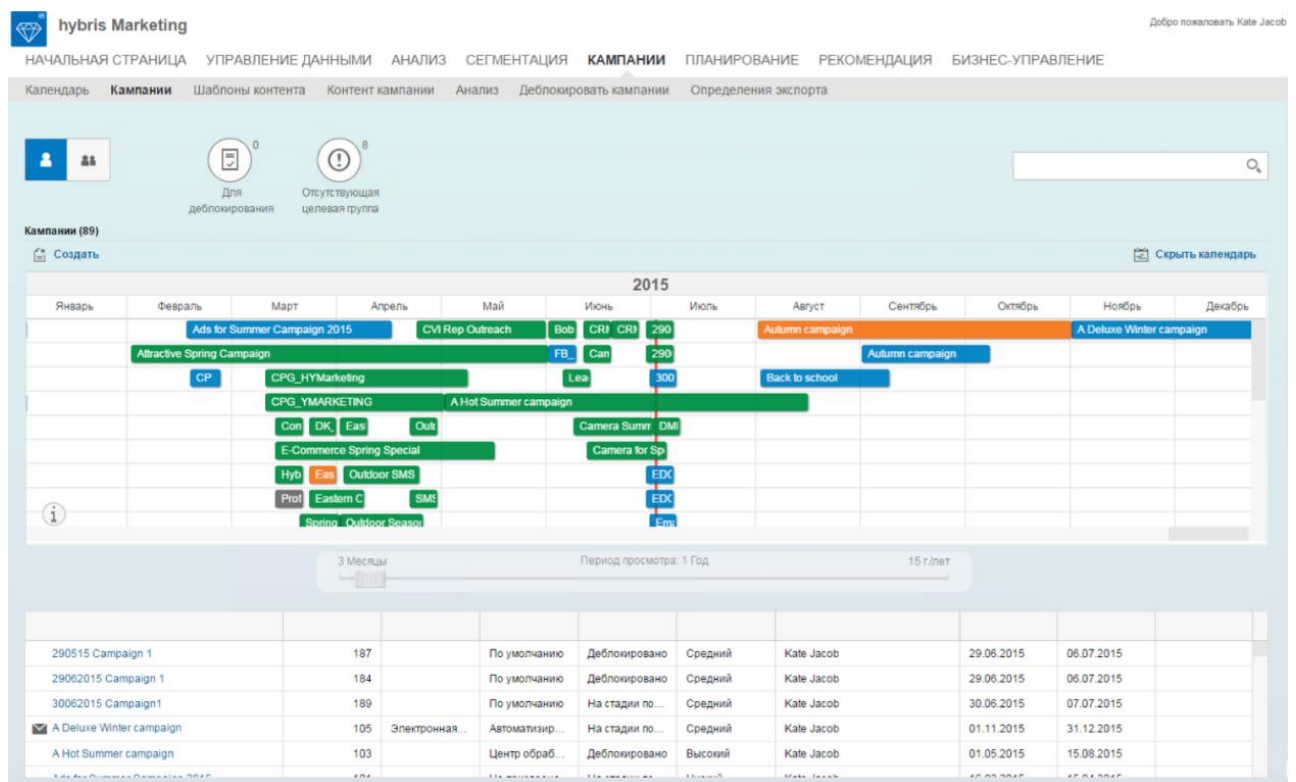 hybris Marketing
Добро пожаловать Kate Jacob
НАЧАЛЬНАЯ СТРАНИЦА УПРАВЛЕНИЕ ДАННЫМИ АНАЛИЗ СЕГМЕНТАЦИЯ КАМПАНИИ ПЛАНИРОВАНИЕ РЕКОМЕНДАЦИЯ БИЗНЕС-УПРАВЛЕНИЕ
Календарь Кампании Шаблоны контента Контент кампании Анализ Деблокировать кампании Определения экспорта
0 8
Для деблокирования
Отсутствующая целевая группа
Кампании (89)
Создать Скрыть календарь
2015
Январь Февраль Март Апрель Май Июнь Июль Август Сентябрь Октябрь Ноябрь Декабрь
Ads for Summer Campaign 2015 CVI Rep Outreach Bob 290 Autumn campaign A Deluxe Winter campaign
Attractive Spring Campaign FB_ Can 290 Autumn campaign
CP CPG_HYMarketing Lea 300 Back to school
CPG_YMARKETING A Hot Summer campaign
Con DK_ Eas Camera Summ
E-Commerce Spring Special Camera for Sp
Hyb Eas Outdoor SMS
Prof Eastern C
Spring Outdoor Season
3 Месяцы Период просмотра: 1 Год 15 г./лет
290515 Campaign 1 187 По умолчанию Деблокировано Средний Kate Jacob 29.06.2015 06.07.2015
29062015 Campaign 1 184 По умолчанию Деблокировано Средний Kate Jacob 29.06.2015 06.07.2015
30062015 Campaign1 189 По умолчанию На стадии по... Средний Kate Jacob 30.06.2015 07.07.2015
A Deluxe Winter campaign 105 Электронная... Автоматизир... На стадии по... Средний Kate Jacob 01.11.2015 31.12.2015
A Hot Summer campaign 103 Центр обраб... Деблокировано Высокий Kate Jacob 01.05.2015 15.08.2015